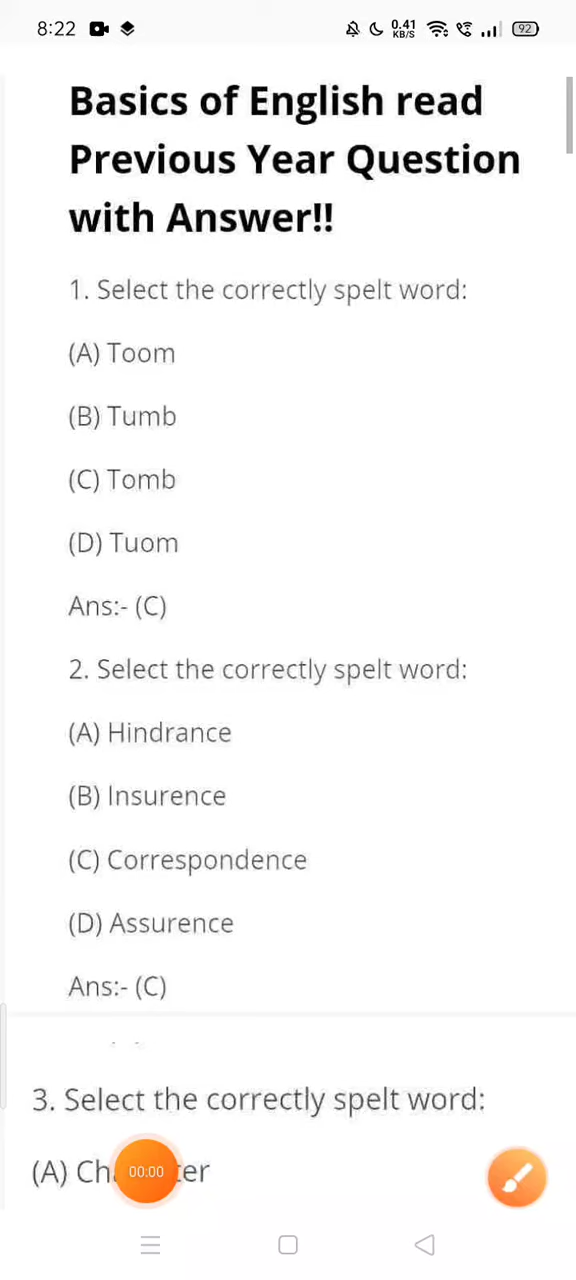 8:22 0.41 KB/S 92
Basics of English read
Previous Year Question
with Answer!!
1. Select the correctly spelt word:
(A) Toom
(B) Tumb
(C) Tomb
(D) Tuom
Ans:- (C)
2. Select the correctly spelt word:
(A) Hindrance
(B) Insurence
(C) Correspondence
(D) Assurence
Ans:- (C)
3. Select the correctly spelt word:
(A)
00:00